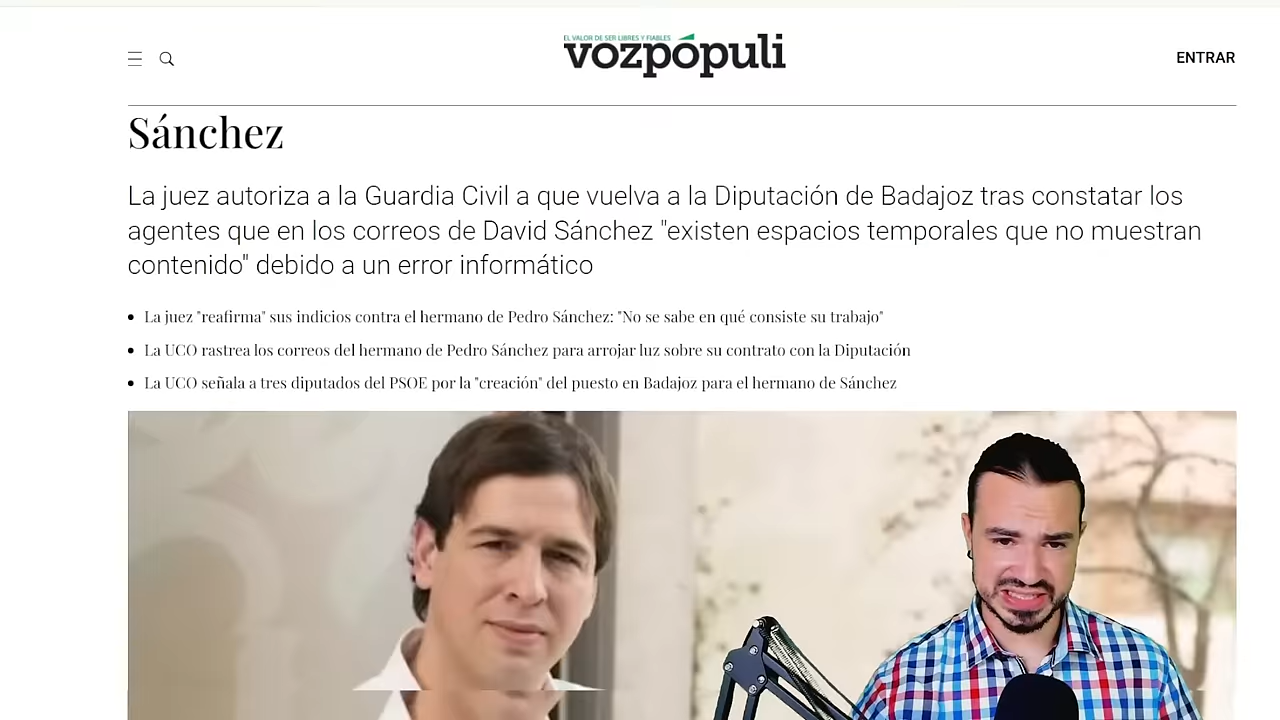 EL VALOR DE SER LIBRES Y FIABLES
vozpópuli
ENTRAR
Sánchez
La juez autoriza a la Guardia Civil a que vuelva a la Diputación de Badajoz tras constatar los
agentes que en los correos de David Sánchez "existen espacios temporales que no muestran
contenido" debido a un error informático
La juez "reafirma" sus indicios contra el hermano de Pedro Sánchez: "No se sabe en qué consiste su trabajo"
La UCO rastrea los correos del hermano de Pedro Sánchez para arrojar luz sobre su contrato con la Diputación
La UCO señala a tres diputados del PSOE por la "creación" del puesto en Badajoz para el hermano de Sánchez